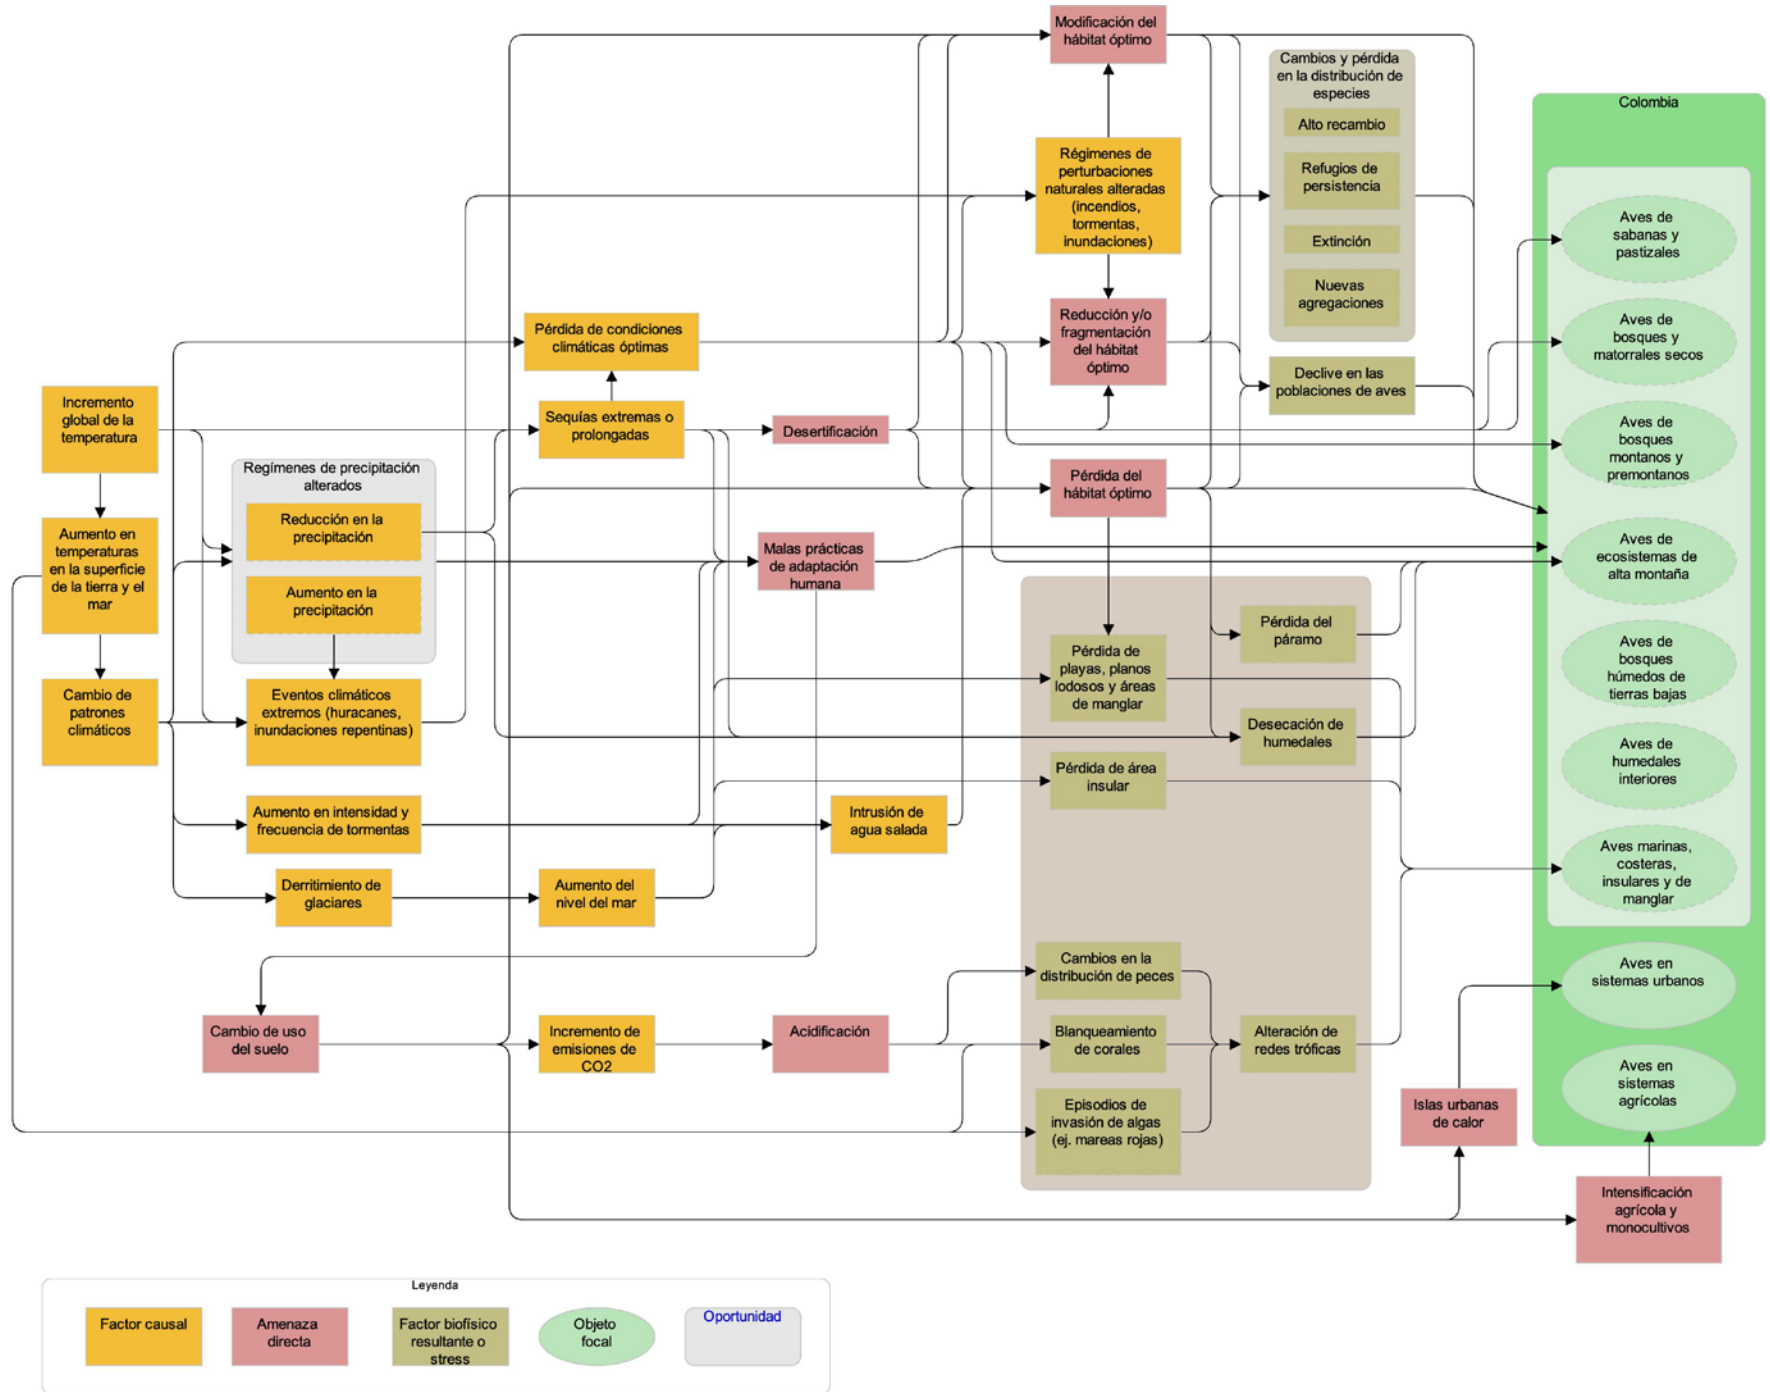 Modificación del
hábitat óptimo
Cambios y pérdida
en la distribución de
especies
Alto recambio
Refugios de
persistencia
Extinción
Nuevas
agregaciones
Colombia
Régimenes de
perturbaciones
naturales alteradas
(incendios,
tormentas,
inundaciones)
Aves de
sabanas y
pastizales
Pérdida de condiciones
climáticas óptimas
Reducción y/o
fragmentación
del hábitat
óptimo
Aves de
bosques y
matorrales secos
Declive en las
poblaciones de aves
Incremento
global de la
temperatura
Sequías extremas o
prolongadas
Desertificación
Aves de
bosques
montanos y
premontanos
Regímenes de precipitación
alterados
Reducción en la
precipitación
Aumento en la
precipitación
Pérdida del
hábitat óptimo
Aumento en
temperaturas
en la superficie
de la tierra y el
mar
Malas prácticas
de adaptación
humana
Aves de
ecosistemas de
alta montaña
Pérdida del
páramo
Pérdida de
playas, planos
lodosos y áreas
de manglar
Aves de
bosques
húmedos de
tierras bajas
Cambio de
patrones
climáticos
Eventos climáticos
extremos (huracanes,
inundaciones repentinas)
Desecación de
humedales
Aves de
humedales
interiores
Pérdida de área
insular
Aumento en intensidad y
frecuencia de tormentas
Intrusión de
agua salada
Aves marinas,
costeras,
insulares y de
manglar
Derritimiento de
glaciares
Aumento del
nivel del mar
Cambios en la
distribución de peces
Aves en
sistemas urbanos
Cambio de uso
del suelo
Incremento de
emisiones de
CO2
Acidificación
Blanqueamiento
de corales
Alteración de
redes tróficas
Aves en
sistemas
agrícolas
Episodios de
invasión de algas
(ej. mareas rojas)
Islas urbanas
de calor
Intensificación
agrícola y
monocultivos
Leyenda
Factor causal
Amenaza
directa
Factor biofísico
resultante o
stress
Objeto
focal
Oportunidad